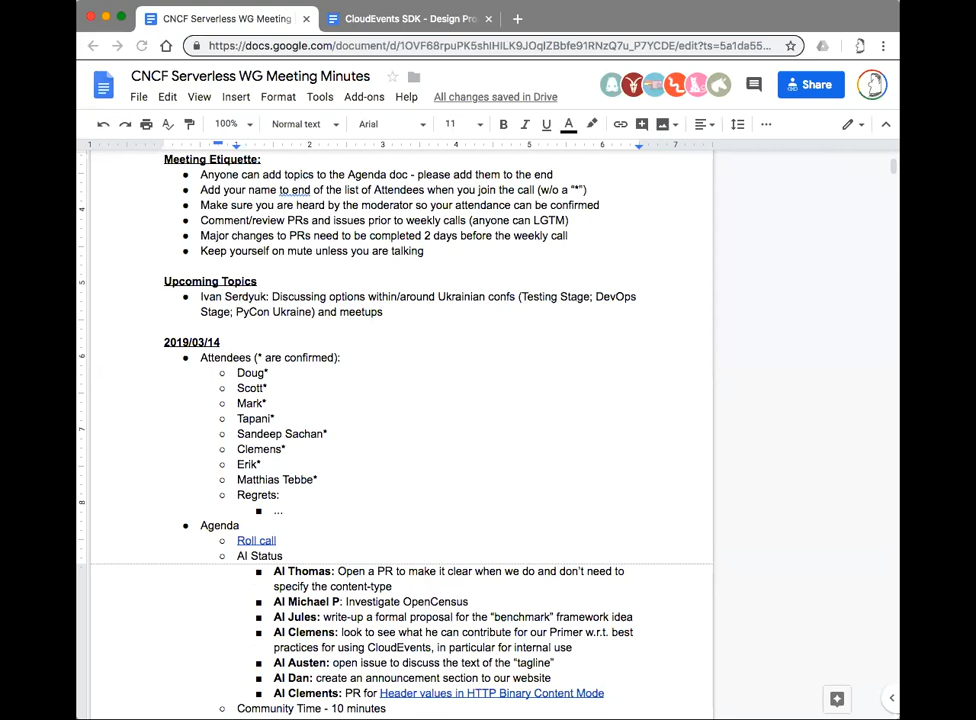 CNCF Serverless WG Meeting
CloudEvents SDK - Design Pro
https://docs.google.com/document/d/1OVF68rpuPK5shIHILK9JOqIZBbfe91RNzQ7u_P7YCDE/edit?ts=5a1da55...
CNCF Serverless WG Meeting Minutes
File Edit View Insert Format Tools Add-ons Help All changes saved in Drive
Share
100% Normal text Arial 11 B I U A
1 1 2 3 4 5 6 7
Meeting Etiquette:
● Anyone can add topics to the Agenda doc - please add them to the end
● Add your name to end of the list of Attendees when you join the call (w/o a "*")
● Make sure you are heard by the moderator so your attendance can be confirmed
● Comment/review PRs and issues prior to weekly calls (anyone can LGTM)
● Major changes to PRs need to be completed 2 days before the weekly call
● Keep yourself on mute unless you are talking
Upcoming Topics
● Ivan Serdyuk: Discussing options within/around Ukrainian confs (Testing Stage; DevOps
Stage; PyCon Ukraine) and meetups
2019/03/14
● Attendees (* are confirmed):
○ Doug*
○ Scott*
○ Mark*
○ Tapani*
○ Sandeep Sachan*
○ Clemens*
○ Erik*
○ Matthias Tebbe*
○ Regrets:
■ ...
● Agenda
○ Roll call
○ AI Status
■ AI Thomas: Open a PR to make it clear when we do and don't need to
specify the content-type
■ AI Michael P: Investigate OpenCensus
■ AI Jules: write-up a formal proposal for the "benchmark" framework idea
■ AI Clemens: look to see what he can contribute for our Primer w.r.t. best
practices for using CloudEvents, in particular for internal use
■ AI Austen: open issue to discuss the text of the "tagline"
■ AI Dan: create an announcement section to our website
■ AI Clements: PR for Header values in HTTP Binary Content Mode
○ Community Time - 10 minutes